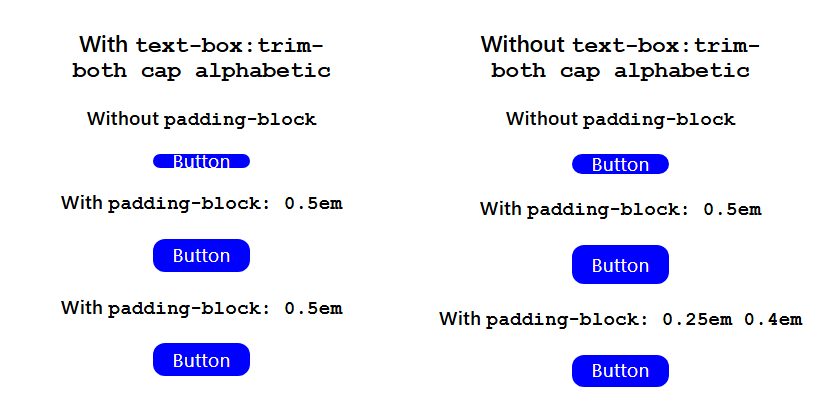 With text-box:trim-
both cap alphabetic
Without padding-block
Button
With padding-block: 0.5em
Button
With padding-block: 0.5em
Button
Without text-box:trim-
both cap alphabetic
Without padding-block
Button
With padding-block: 0.5em
Button
With padding-block: 0.25em 0.4em
Button